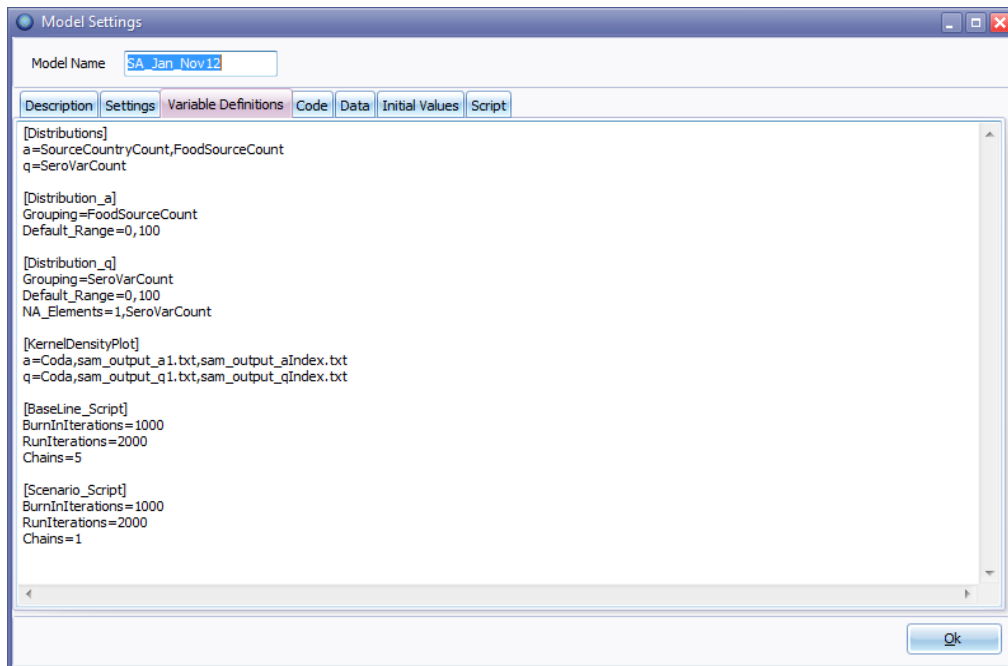 Model Settings
Model Name SA_Jan_Nov12
Description Settings Variable Definitions Code Data Initial Values Script
[Distributions]
a=SourceCountryCount,FoodSourceCount
q=SeroVarCount
[Distribution_a]
Grouping=FoodSourceCount
Default_Range=0,100
[Distribution_q]
Grouping=SeroVarCount
Default_Range=0,100
NA_Elements=1,SeroVarCount
[KernelDensityPlot]
a=Coda,sam_output_a1.txt,sam_output_aIndex.txt
q=Coda,sam_output_q1.txt,sam_output_qIndex.txt
[BaseLine_Script]
BurnInIterations=1000
RunIterations=2000
Chains=5
[Scenario_Script]
BurnInIterations=1000
RunIterations=2000
Chains=1
Ok